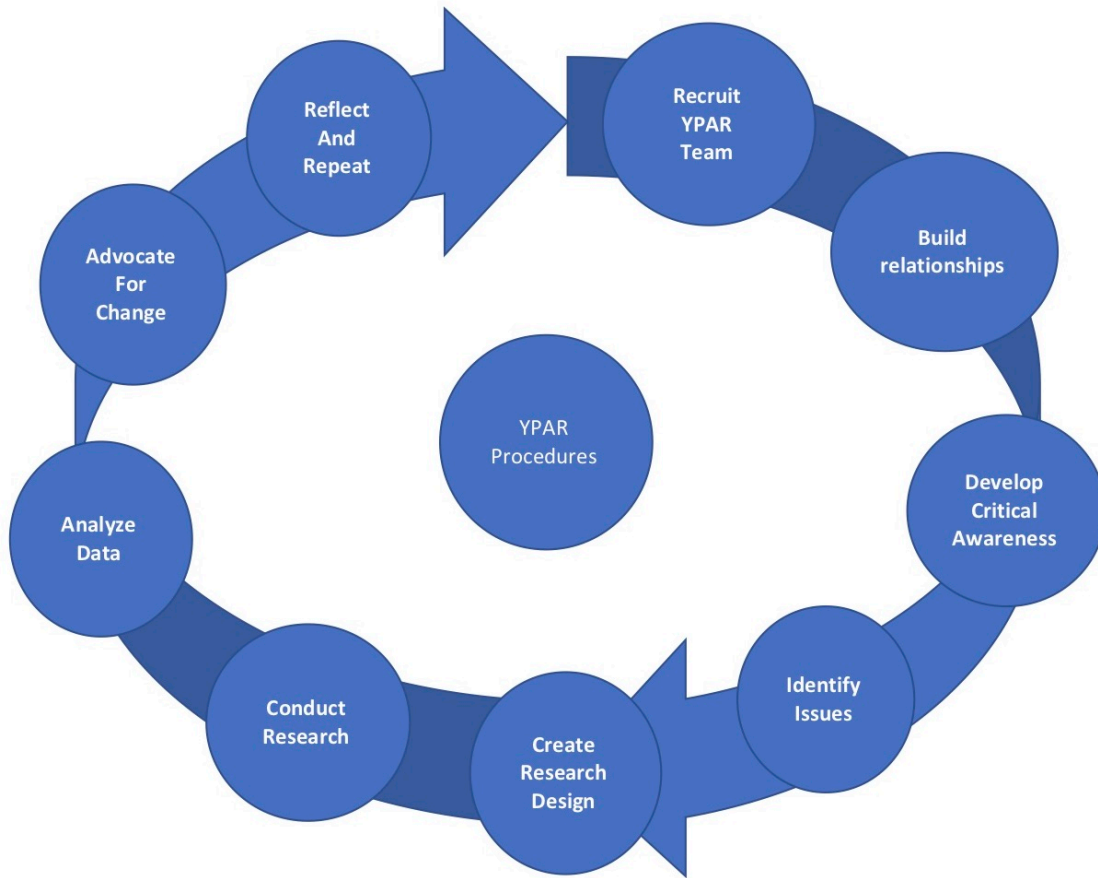 Recruit
YPAR
Team
Build
relationships
Develop
Critical
Awareness
Identify
Issues
Create
Research
Design
Conduct
Research
Analyze
Data
Advocate
For
Change
Reflect
And
Repeat
YPAR
Procedures